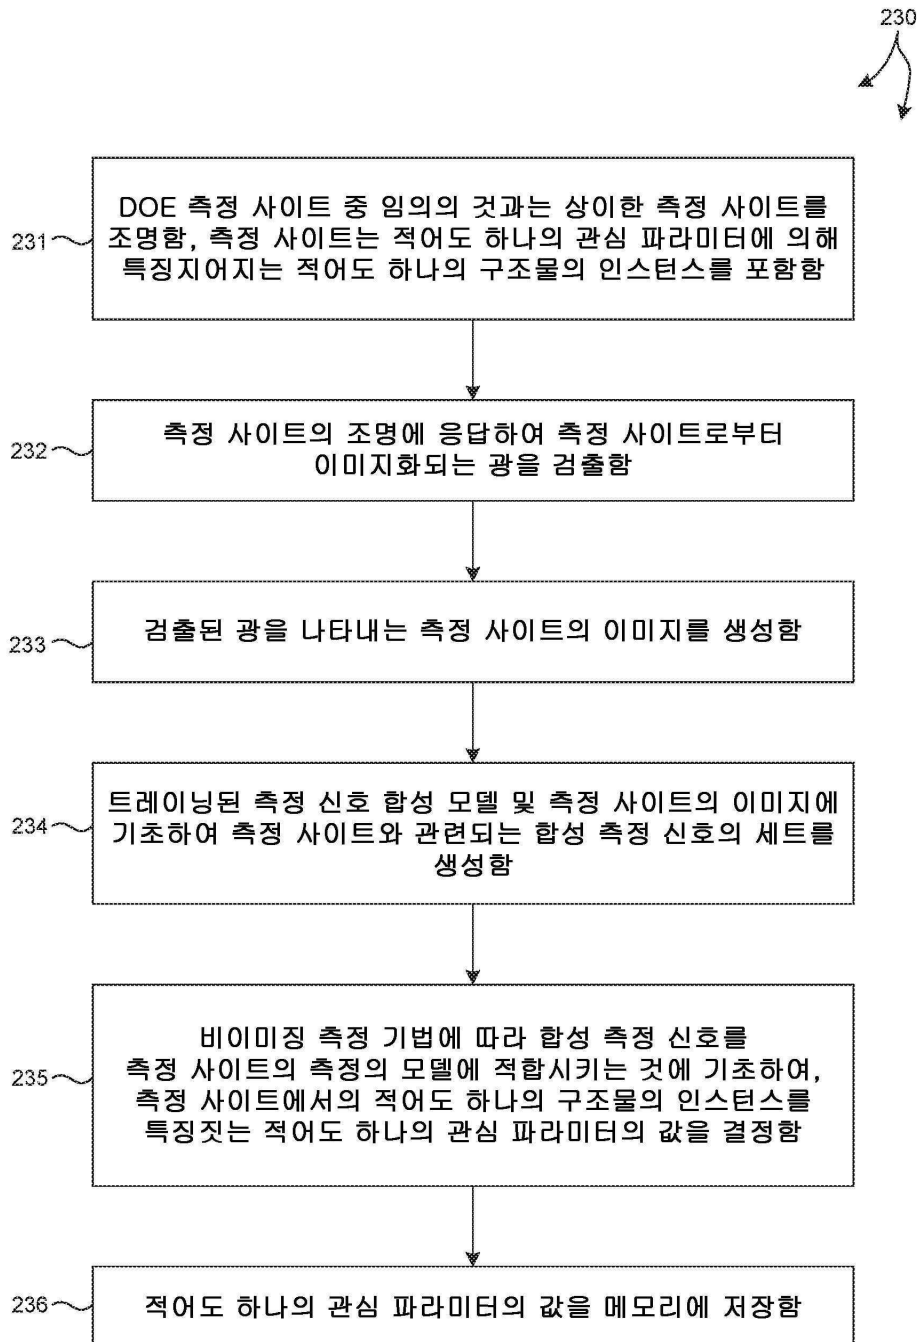 230
231
DOE 측정 사이트 중 임의의 것과는 상이한 측정 사이트를
조명함, 측정 사이트는 적어도 하나의 관심 파라미터에 의해
특징지어지는 적어도 하나의 구조물의 인스턴스를 포함함
232
측정 사이트의 조명에 응답하여 측정 사이트로부터
이미지화되는 광을 검출함
233
검출된 광을 나타내는 측정 사이트의 이미지를 생성함
234
트레이닝된 측정 신호 합성 모델 및 측정 사이트의 이미지에
기초하여 측정 사이트와 관련되는 합성 측정 신호의 세트를
생성함
235
비이미징 측정 기법에 따라 합성 측정 신호를
측정 사이트의 측정의 모델에 적합시키는 것에 기초하여,
측정 사이트에서의 적어도 하나의 구조물의 인스턴스를
특징짓는 적어도 하나의 관심 파라미터의 값을 결정함
236
적어도 하나의 관심 파라미터의 값을 메모리에 저장함